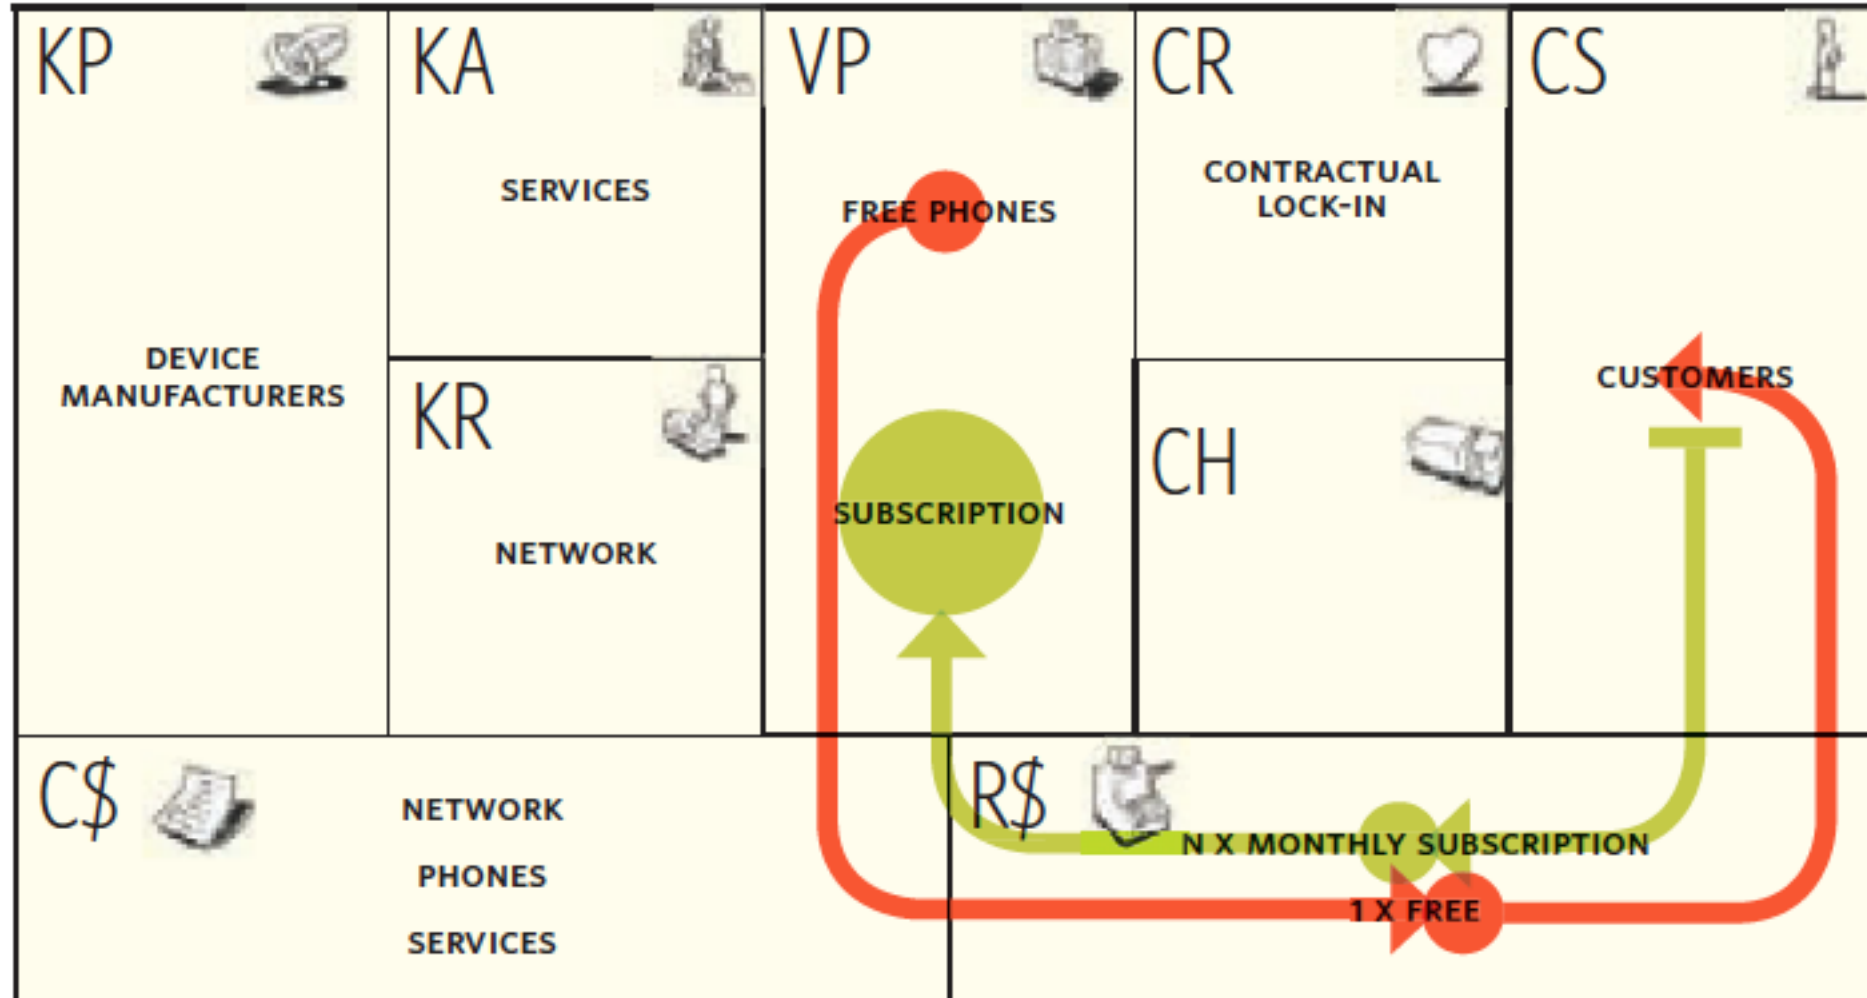 KP
DEVICE
MANUFACTURERS
KA
SERVICES
KR
NETWORK
VP
FREE PHONES
SUBSCRIPTION
CR
CONTRACTUAL
LOCK-IN
CH
CS
CUSTOMERS
C$
NETWORK
PHONES
SERVICES
R$
N X MONTHLY SUBSCRIPTION
1 X FREE